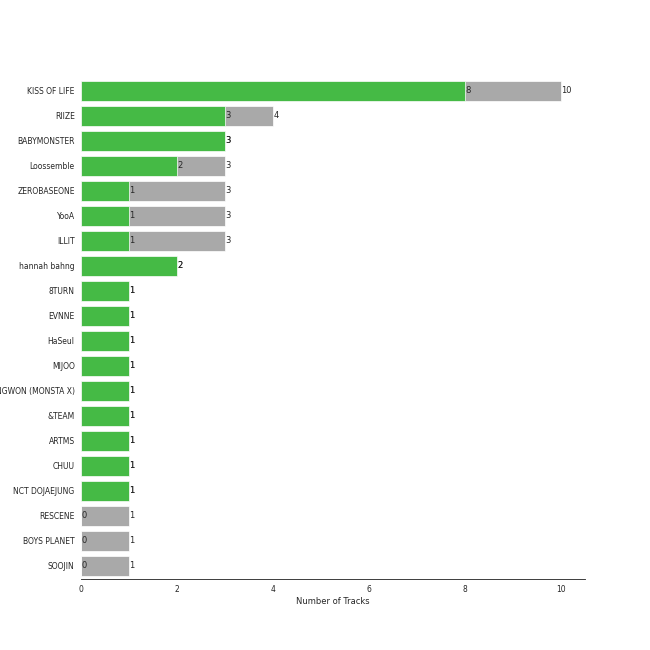 KISS OF LIFE 8 10
RIIZE 3 4
BABYMONSTER 3
Loossemble 2 3
ZEROBASEONE 1 3
YooA 1 3
ILLIT 1 3
hannah bahng 2
8TURN 1
EVNNE 1
HaSeul 1
MIJOO 1
NGWON (MONSTA X) 1
&TEAM 1
ARTMS 1
CHUU 1
NCT DOJAEJUNG 1
RESCENE 0 1
BOYS PLANET 0 1
SOOJIN 0 1
0 2 4 6 8 10
Number of Tracks